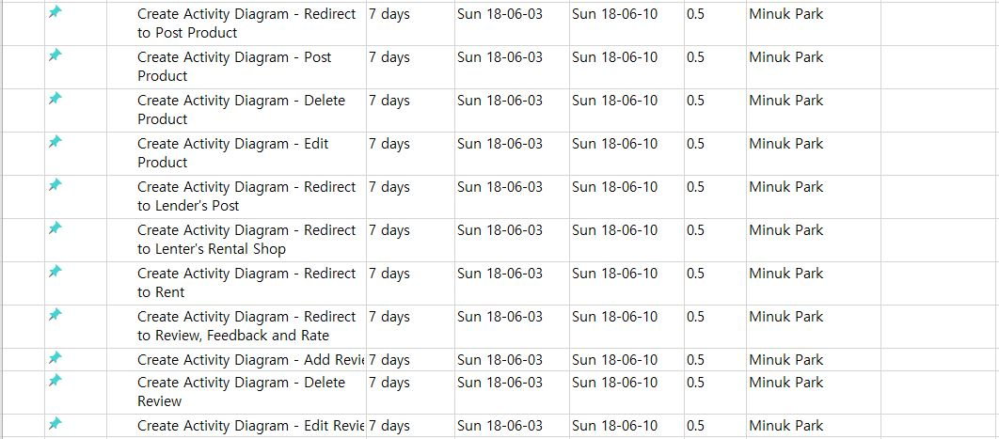 Create Activity Diagram - Redirect to Post Product 7 days Sun 18-06-03 Sun 18-06-10 0.5 Minuk Park
Create Activity Diagram - Post Product 7 days Sun 18-06-03 Sun 18-06-10 0.5 Minuk Park
Create Activity Diagram - Delete Product 7 days Sun 18-06-03 Sun 18-06-10 0.5 Minuk Park
Create Activity Diagram - Edit Product 7 days Sun 18-06-03 Sun 18-06-10 0.5 Minuk Park
Create Activity Diagram - Redirect to Lender's Post 7 days Sun 18-06-03 Sun 18-06-10 0.5 Minuk Park
Create Activity Diagram - Redirect to Lenter's Rental Shop 7 days Sun 18-06-03 Sun 18-06-10 0.5 Minuk Park
Create Activity Diagram - Redirect to Rent 7 days Sun 18-06-03 Sun 18-06-10 0.5 Minuk Park
Create Activity Diagram - Redirect to Review, Feedback and Rate 7 days Sun 18-06-03 Sun 18-06-10 0.5 Minuk Park
Create Activity Diagram - Add Revie 7 days Sun 18-06-03 Sun 18-06-10 0.5 Minuk Park
Create Activity Diagram - Delete Review 7 days Sun 18-06-03 Sun 18-06-10 0.5 Minuk Park
Create Activity Diagram - Edit Revie 7 days Sun 18-06-03 Sun 18-06-10 0.5 Minuk Park